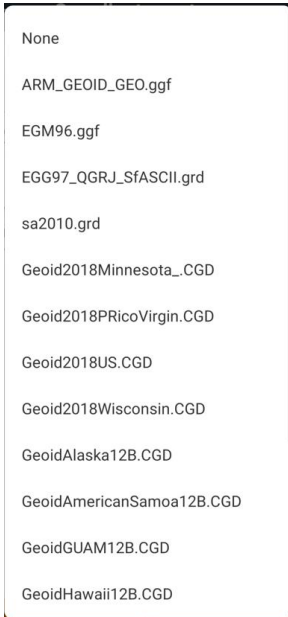 None
ARM_GEOID_GEO.ggf
EGM96.ggf
EGG97_QGRJ_SfASCII.grd
sa2010.grd
Geoid2018Minnesota_.CGD
Geoid2018PRicoVirgin.CGD
Geoid2018US.CGD
Geoid2018Wisconsin.CGD
GeoidAlaska12B.CGD
GeoidAmericanSamoa12B.CGD
GeoidGUAM12B.CGD
GeoidHawaii12B.CGD